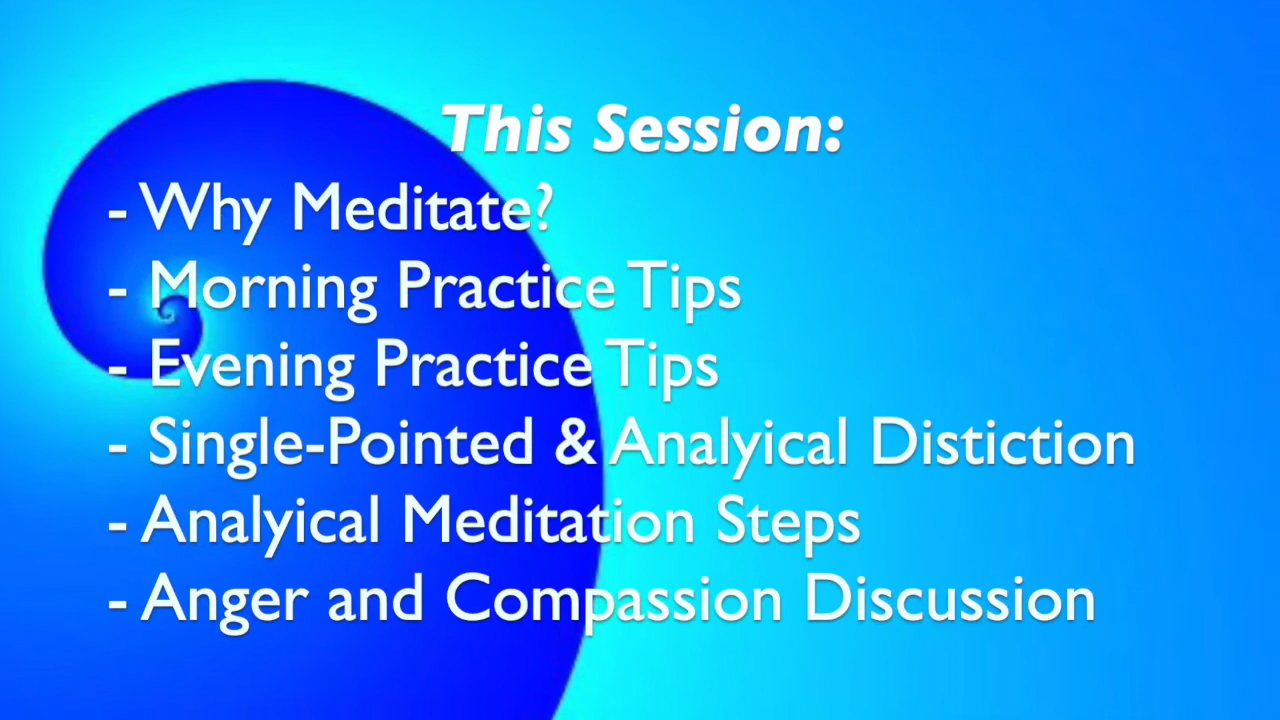 This Session:
- Why Meditate?
- Morning Practice Tips
- Evening Practice Tips
- Single-Pointed & Analyical Distiction
- Analyical Meditation Steps
- Anger and Compassion Discussion